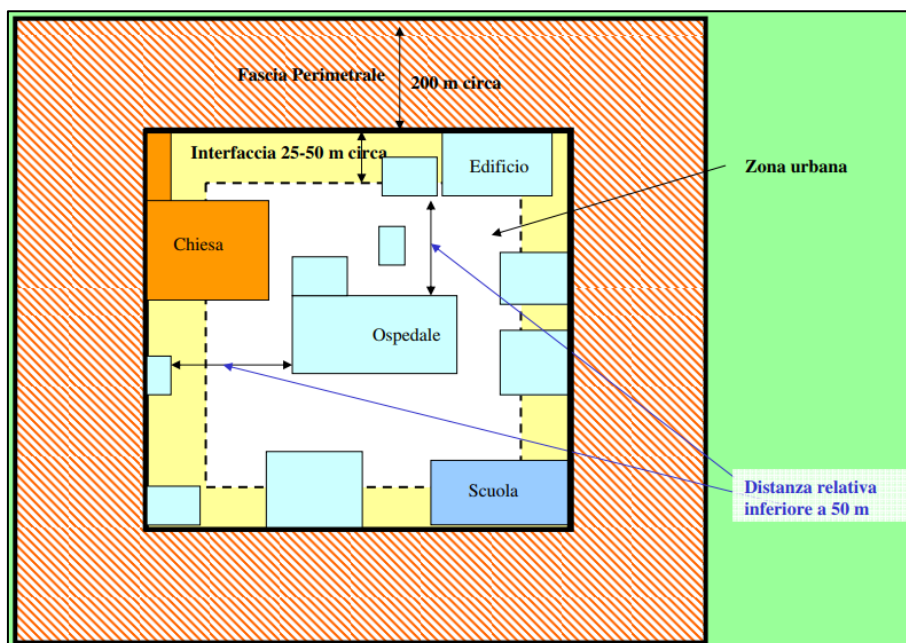 Fascia Perimetrale
200 m circa
Interfaccia 25-50 m circa
Edificio
Zona urbana
Chiesa
Ospedale
Scuola
Distanza relativa
inferiore a 50 m